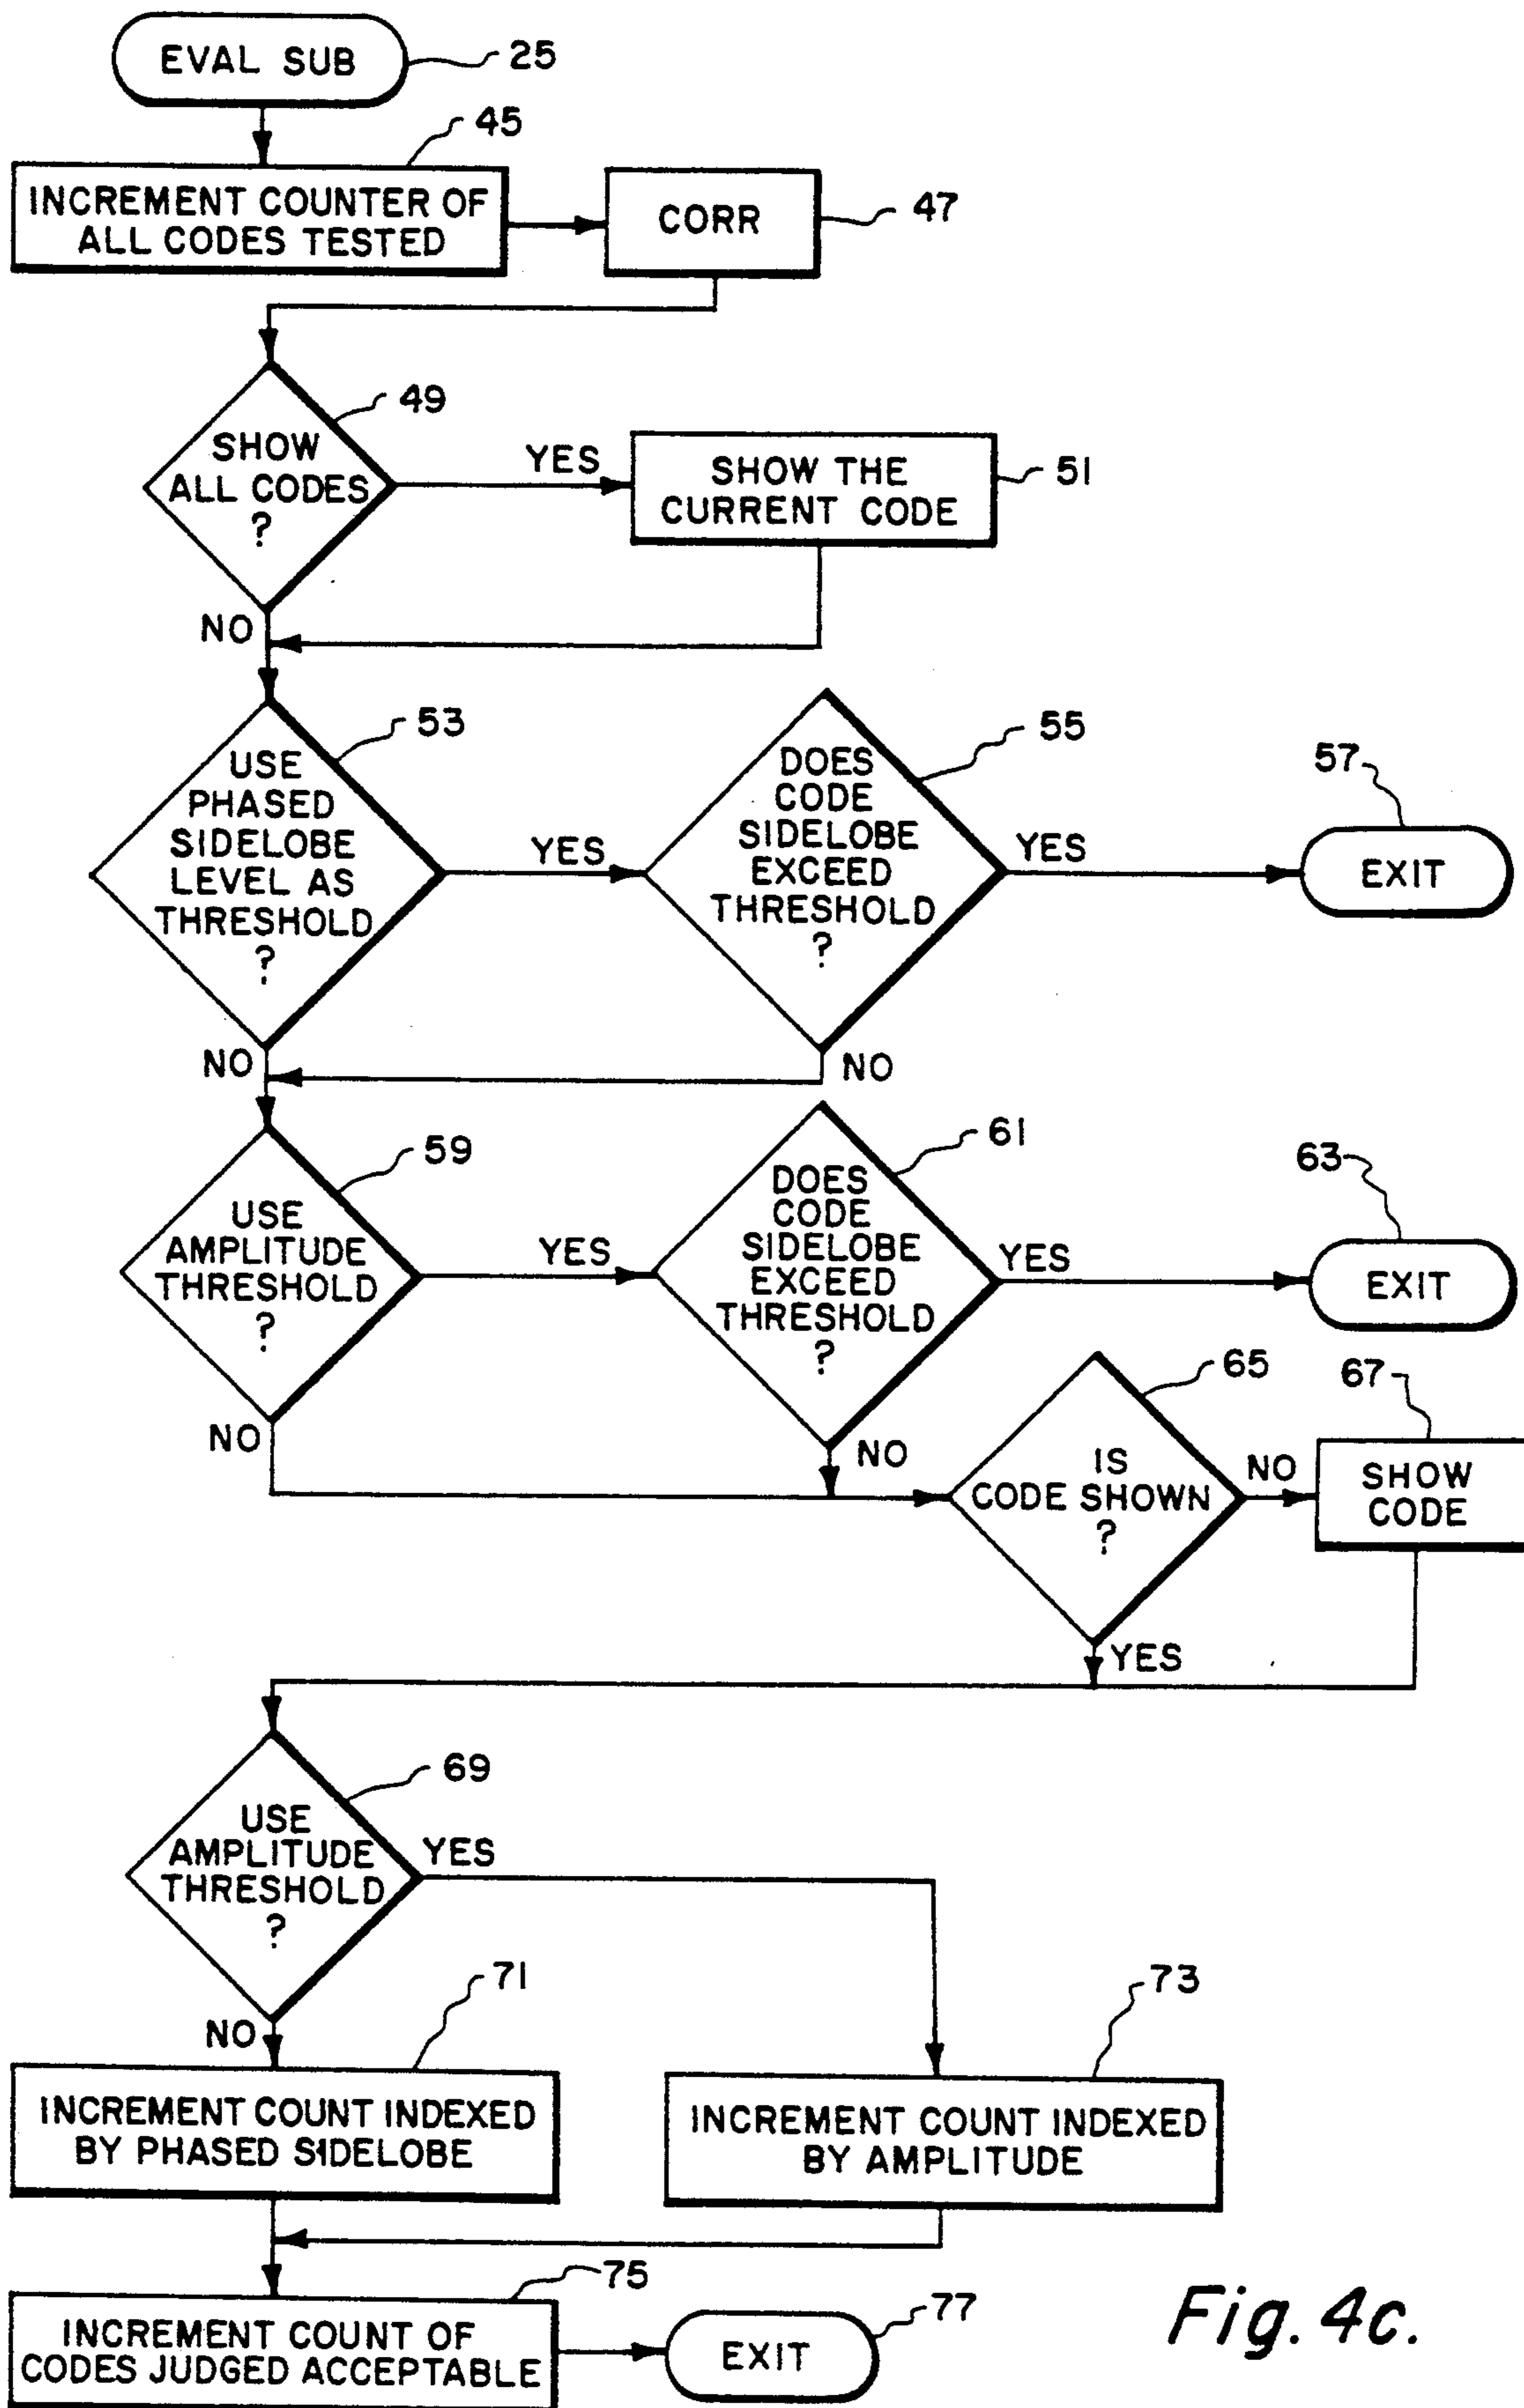 EVAL SUB
25
45
INCREMENT COUNTER OF
ALL CODES TESTED
CORR
47
49
SHOW
ALL CODES
?
YES
SHOW THE
CURRENT CODE
51
NO
53
USE
PHASED
SIDELOBE
LEVEL AS
THRESHOLD
?
YES
55
DOES
CODE
SIDELOBE
EXCEED
THRESHOLD
?
YES
57
EXIT
NO
NO
59
USE
AMPLITUDE
THRESHOLD
?
YES
61
DOES
CODE
SIDELOBE
EXCEED
THRESHOLD
?
YES
63
EXIT
NO
NO
65
IS
CODE SHOWN
?
NO
67
SHOW
CODE
YES
69
USE
AMPLITUDE
THRESHOLD
?
YES
NO
71
INCREMENT COUNT INDEXED
BY PHASED SIDELOBE
73
INCREMENT COUNT INDEXED
BY AMPLITUDE
75
INCREMENT COUNT OF
CODES JUDGED ACCEPTABLE
EXIT
77
Fig. 4c.